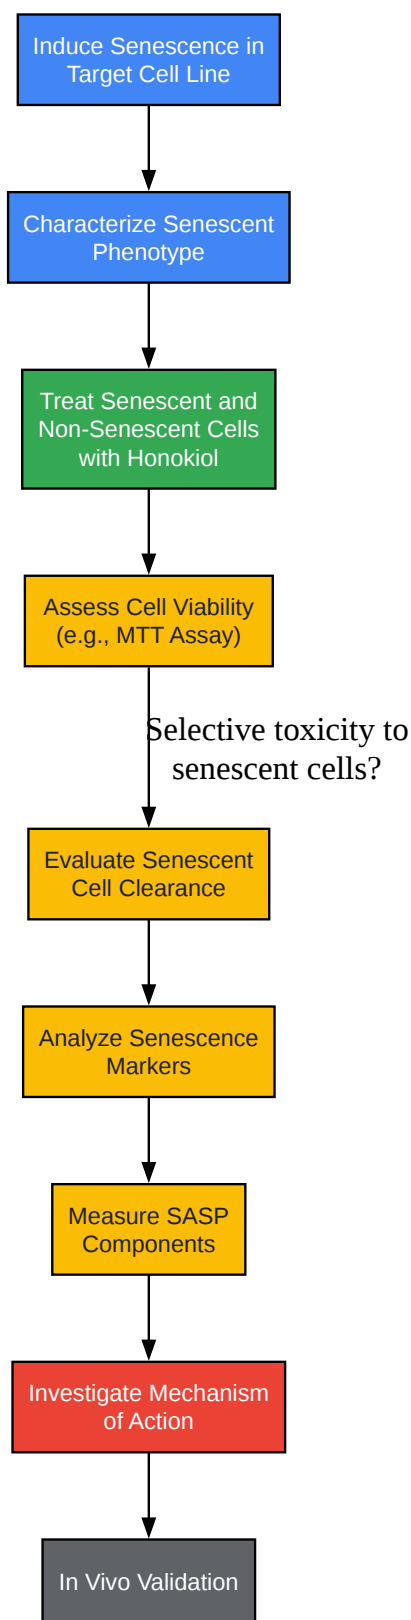 Induce Senescence in
Target Cell Line
Characterize Senescent
Phenotype
Treat Senescent and
Non-Senescent Cells
with Honokiol
Assess Cell Viability
(e.g., MTT Assay)
Selective toxicity to
senescent cells?
Evaluate Senescent
Cell Clearance
Analyze Senescence
Markers
Measure SASP
Components
Investigate Mechanism
of Action
In Vivo Validation